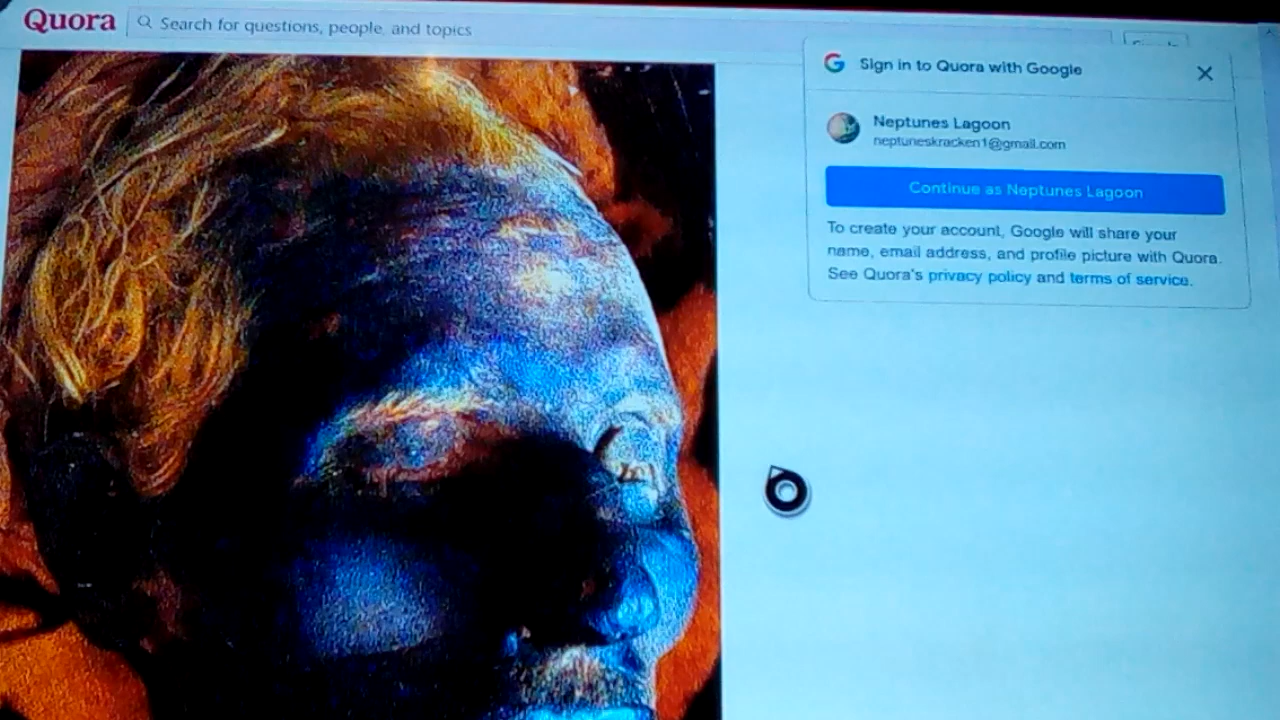 Quora
Search for questions, people, and topics
Sign in to Quora with Google
Neptunes Lagoon
neptuneskracken1@gmail.com
Continue as Neptunes Lagoon
To create your account, Google will share your
name, email address, and profile picture with Quora.
See Quora's privacy policy and terms of service.